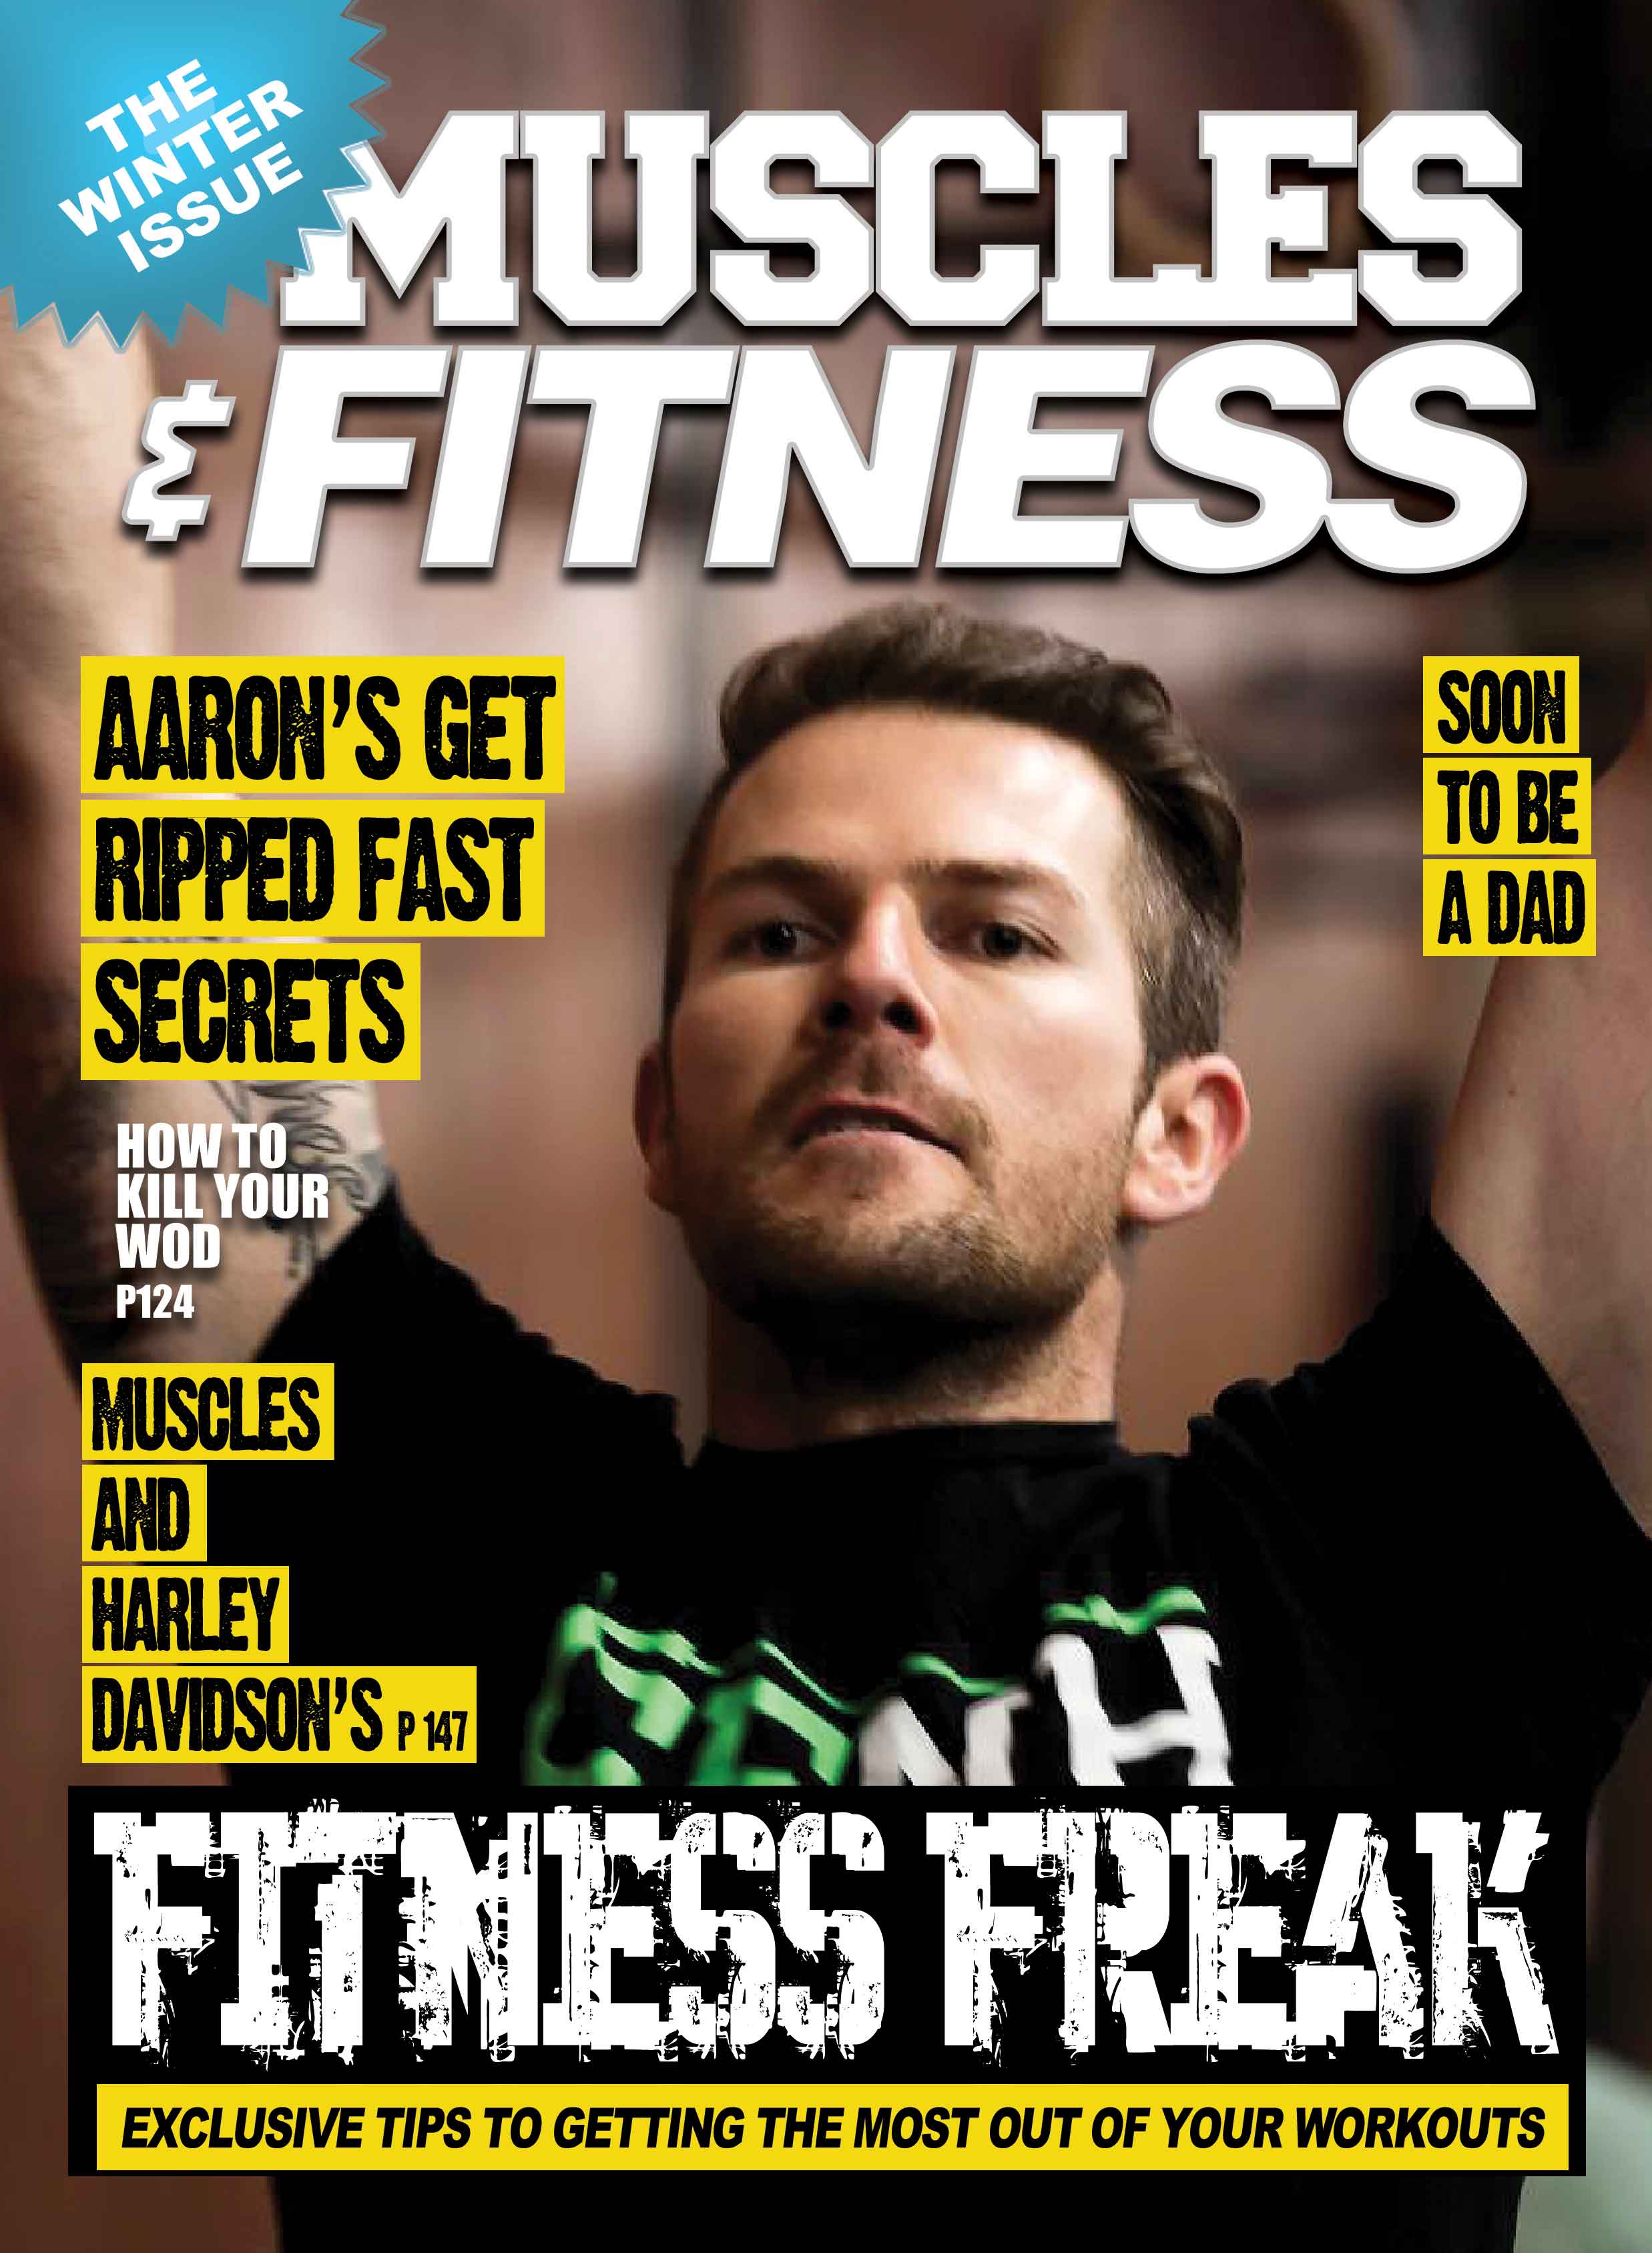 THE
WINTER
ISSUE
MUSCLES
& FITNESS
AARON'S GET
RIPPED FAST
SECRETS
SOON
TO BE
A DAD
HOW TO
KILL YOUR
WOD
P124
MUSCLES
AND
HARLEY
DAVIDSON'S P 147
FITNESS FREAK
EXCLUSIVE TIPS TO GETTING THE MOST OUT OF YOUR WORKOUTS